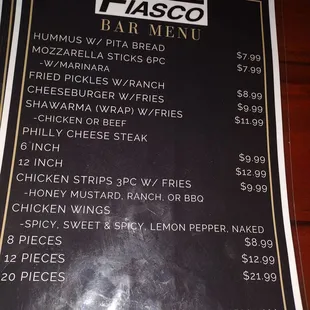 FIASCO
BAR MENU
HUMMUS W/ PITA BREAD $7.99
MOZZARELLA STICKS 6PC $7.99
-W/MARINARA
FRIED PICKLES W/RANCH $8.99
CHEESEBURGER W/FRIES $9.99
SHAWARMA (WRAP) W/FRIES $11.99
-CHICKEN OR BEEF
PHILLY CHEESE STEAK
6 INCH $9.99
12 INCH $12.99
CHICKEN STRIPS 3PC W/ FRIES $9.99
-HONEY MUSTARD, RANCH, OR BBQ
CHICKEN WINGS
-SPICY, SWEET & SPICY, LEMON PEPPER, NAKED
8 PIECES $8.99
12 PIECES $12.99
20 PIECES $21.99